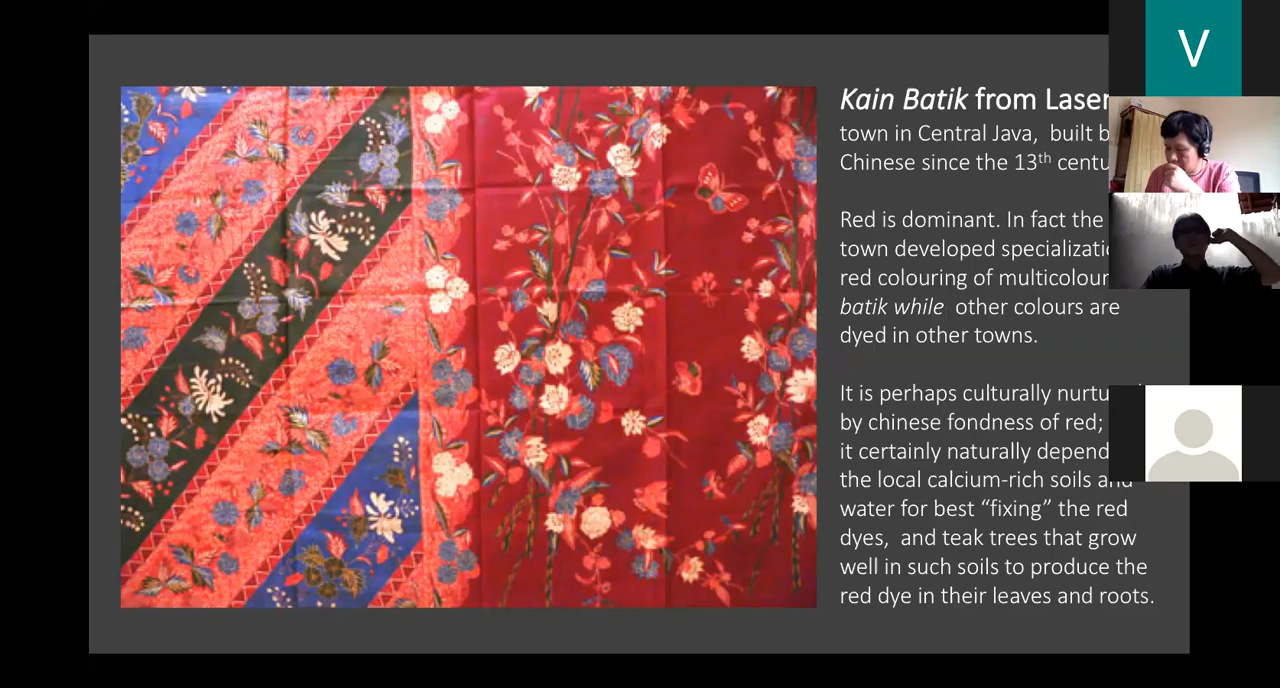 Kain Batik from Laser
town in Central Java, built b
Chinese since the 13th centu
Red is dominant. In fact the
town developed specializati
red colouring of multicolour
batik while other colours are
dyed in other towns.
It is perhaps culturally nurtu
by chinese fondness of red;
it certainly naturally depend
the local calcium-rich soils and
water for best “fixing” the red
dyes, and teak trees that grow
well in such soils to produce the
red dye in their leaves and roots.
V